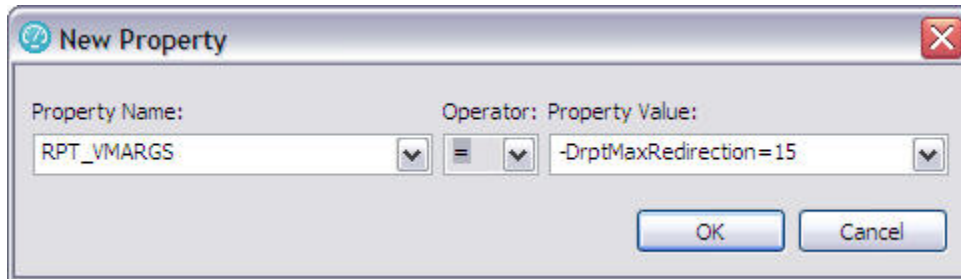 New Property
Property Name: Operator: Property Value:
RPT_VMARGS = -DrptMaxRedirection=15
OK Cancel